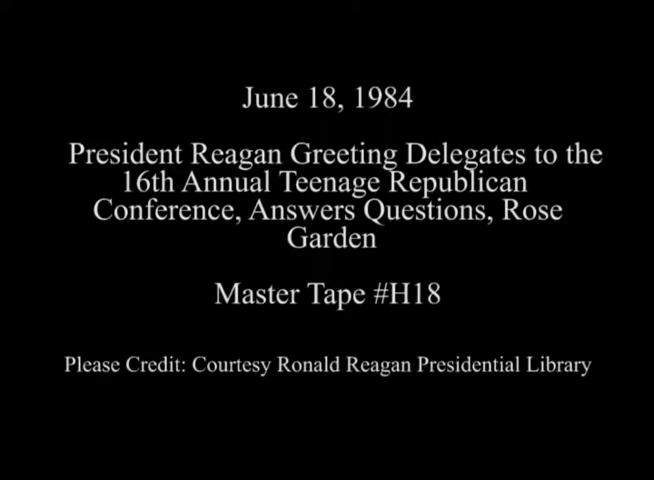 June 18, 1984
President Reagan Greeting Delegates to the
16th Annual Teenage Republican
Conference, Answers Questions, Rose
Garden
Master Tape #H18
Please Credit: Courtesy Ronald Reagan Presidential Library